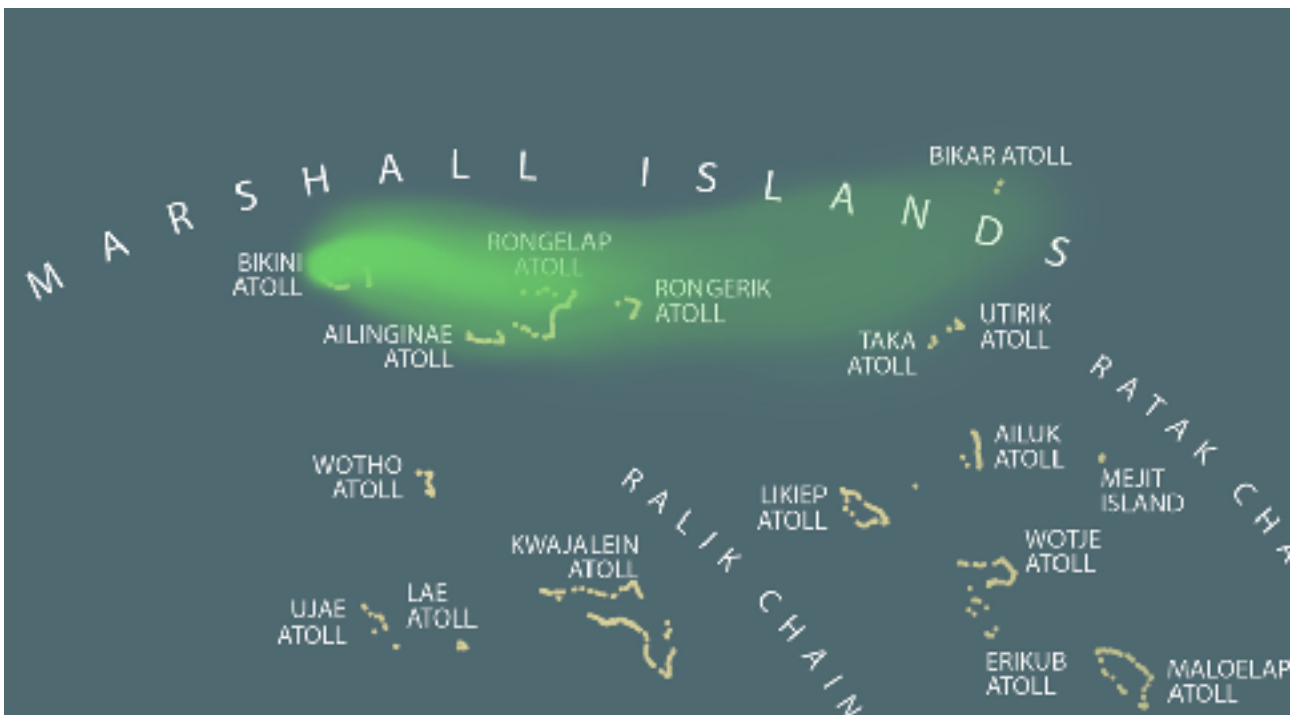 MARSHALL ISLANDS
BIKAR ATOLL
RONGELAP
ATOLL
BIKINI
ATOLL
RONGERIK
ATOLL
AILINGINAE
ATOLL
UTIRIK
ATOLL
TAKA
ATOLL
RATAK CHA
AILUK
ATOLL
WOTHO
ATOLL
MEJIT
ISLAND
LIKIEP
ATOLL
RALIK CHAIN
KWAJALEIN
ATOLL
WOTJE
ATOLL
LAE
ATOLL
UJAE
ATOLL
ERIKUB
ATOLL
MALOELAP
ATOLL